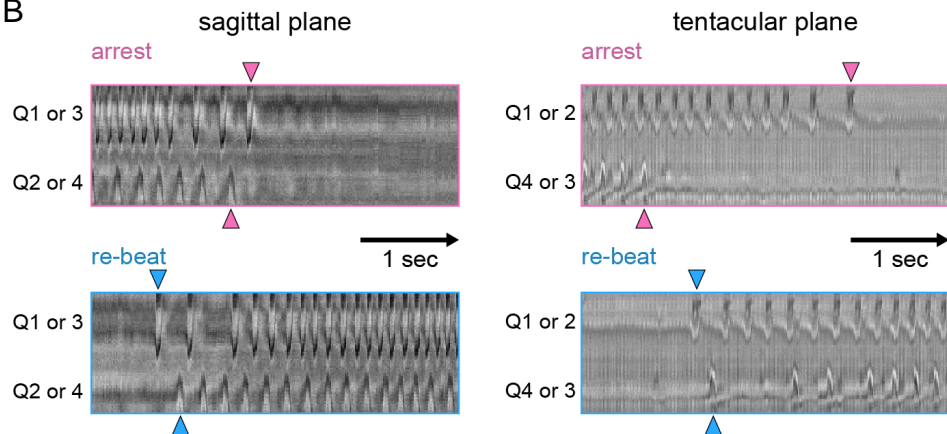 B
sagittal plane
tentacular plane
arrest
arrest
Q1 or 3
Q2 or 4
Q1 or 2
Q4 or 3
1 sec
1 sec
re-beat
re-beat
Q1 or 3
Q2 or 4
Q1 or 2
Q4 or 3